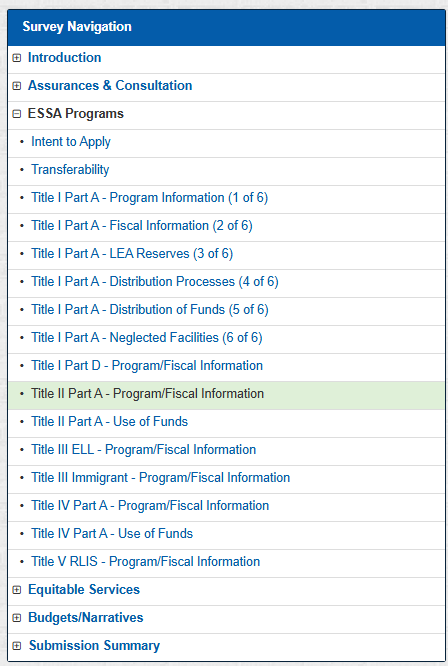 Survey Navigation
Introduction
Assurances & Consultation
ESSA Programs
Intent to Apply
Transferability
Title I Part A - Program Information (1 of 6)
Title I Part A - Fiscal Information (2 of 6)
Title I Part A - LEA Reserves (3 of 6)
Title I Part A - Distribution Processes (4 of 6)
Title I Part A - Distribution of Funds (5 of 6)
Title I Part A - Neglected Facilities (6 of 6)
Title I Part D - Program/Fiscal Information
Title II Part A - Program/Fiscal Information
Title II Part A - Use of Funds
Title III ELL - Program/Fiscal Information
Title III Immigrant - Program/Fiscal Information
Title IV Part A - Program/Fiscal Information
Title IV Part A - Use of Funds
Title V RLIS - Program/Fiscal Information
Equitable Services
Budgets/Narratives
Submission Summary